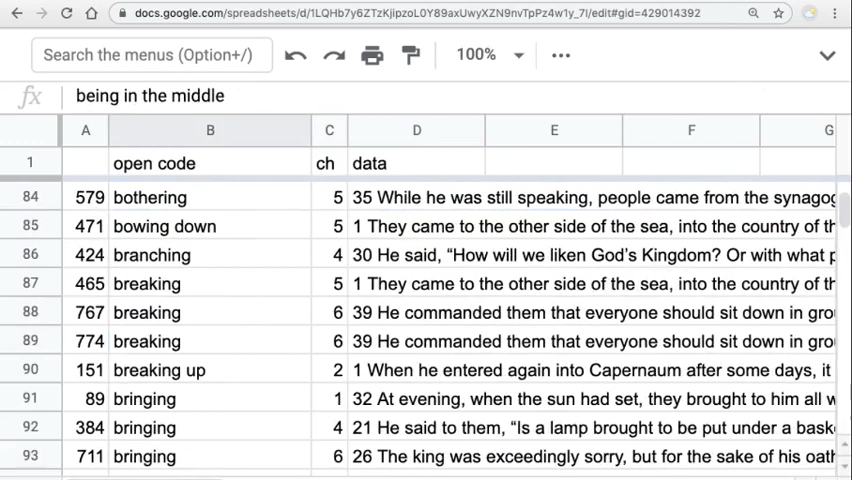 docs.google.com/spreadsheets/d/1LQHb7y6ZTzKjipzoL0Y89axUwyXZN9nvTpPz4w1y_7I/edit#gid=429014392
Search the menus (Option+/) 100%
fx being in the middle
A B C D E F G
1 open code ch data
84 579 bothering 5 35 While he was still speaking, people came from the synagog
85 471 bowing down 5 1 They came to the other side of the sea, into the country of th
86 424 branching 4 30 He said, “How will we liken God’s Kingdom? Or with what p
87 465 breaking 5 1 They came to the other side of the sea, into the country of th
88 767 breaking 6 39 He commanded them that everyone should sit down in grou
89 774 breaking 6 39 He commanded them that everyone should sit down in grou
90 151 breaking up 2 1 When he entered again into Capernaum after some days, it
91 89 bringing 1 32 At evening, when the sun had set, they brought to him all w
92 384 bringing 4 21 He said to them, “Is a lamp brought to be put under a bask
93 711 bringing 6 26 The king was exceedingly sorry, but for the sake of his oath